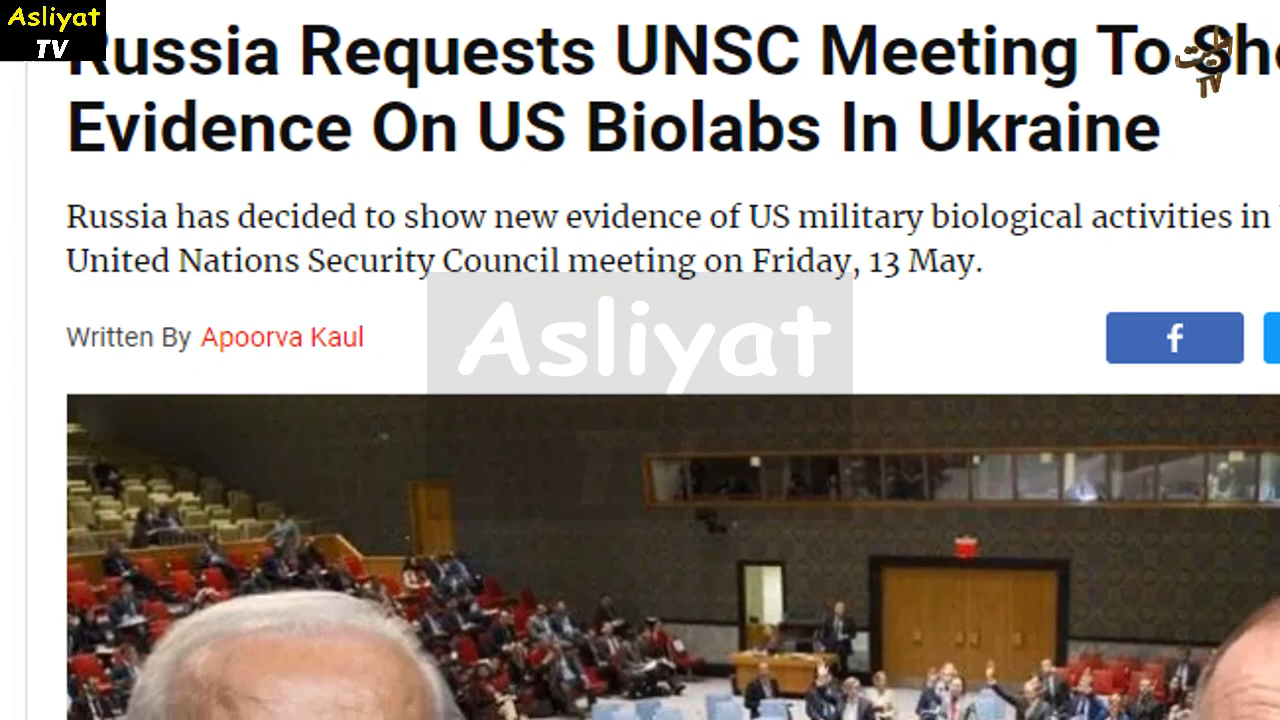 Asliyat
TV
Russia Requests UNSC Meeting To
Evidence On US Biolabs In Ukraine
Russia has decided to show new evidence of US military biological activities in
United Nations Security Council meeting on Friday, 13 May.
Written By Apoorva Kaul
f
Asliyat
TV